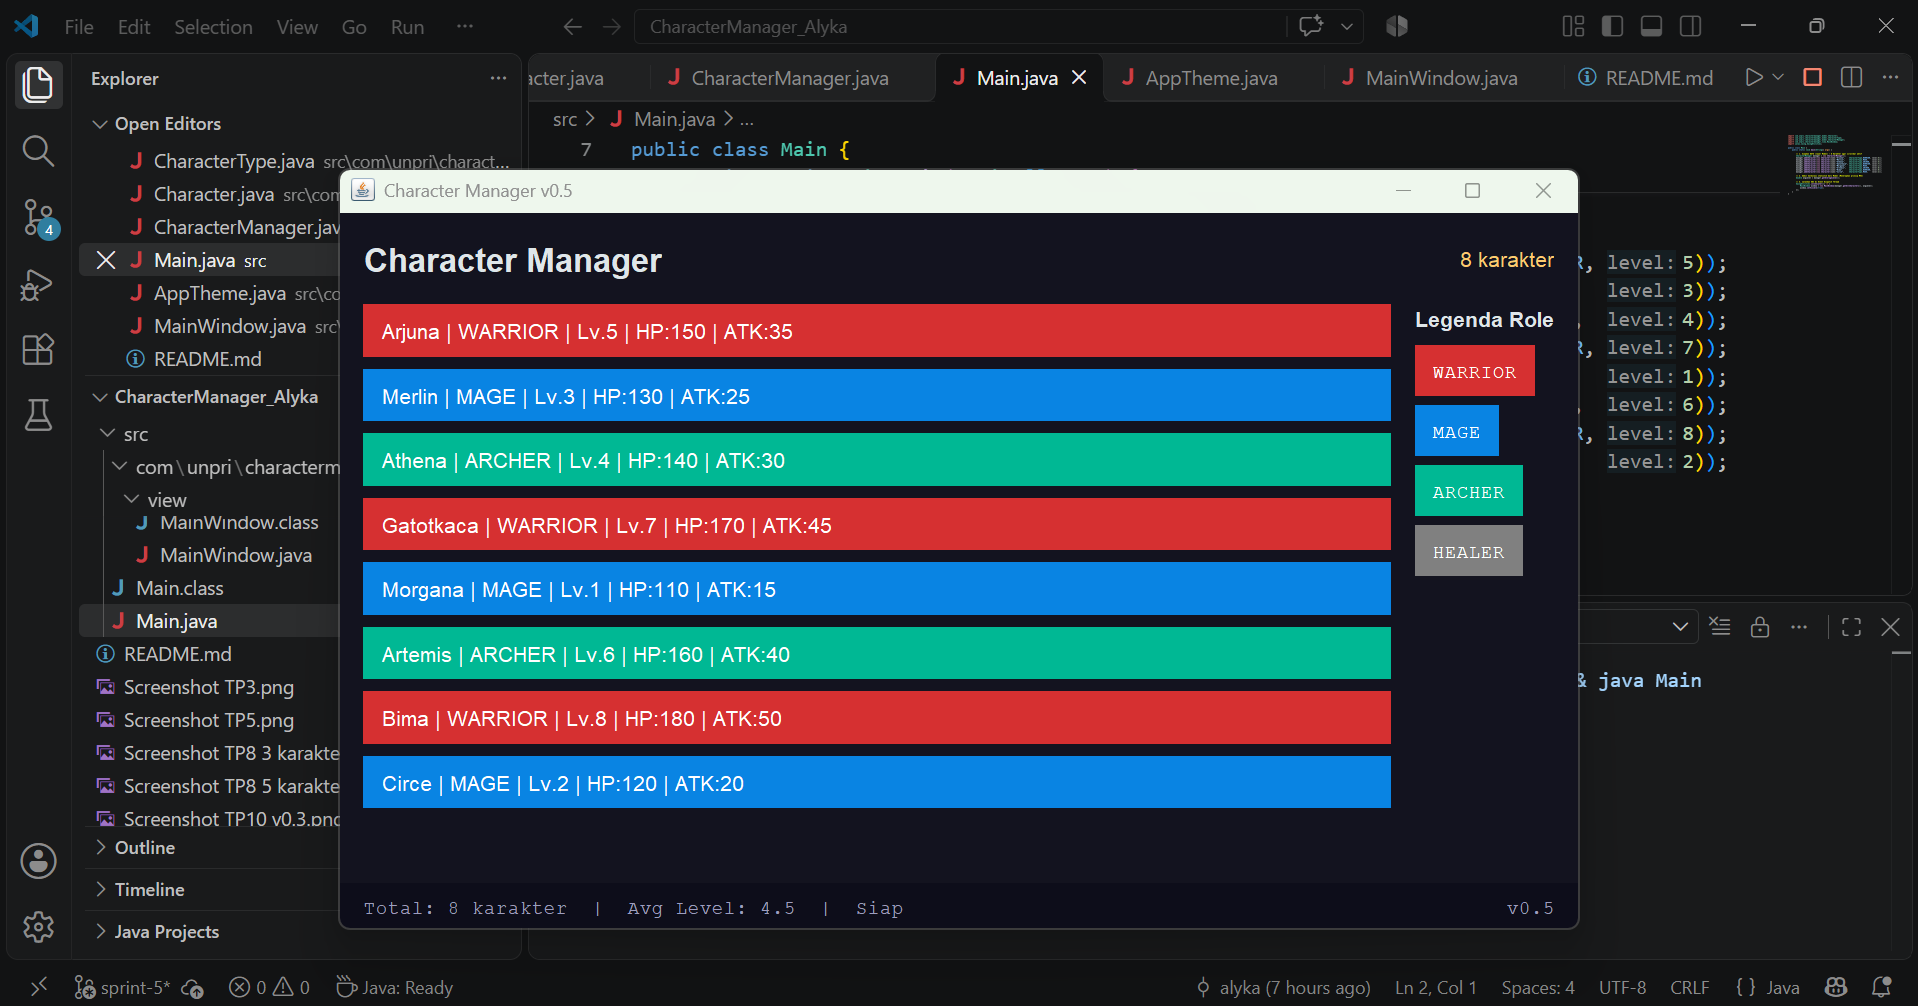 File Edit Selection View Go Run
CharacterManager_Alyka
Explorer
Open Editors
CharacterType.java src\com\unpri\charact...
Character.java src\com
CharacterManager.jav
Main.java src
AppTheme.java src\co
MainWindow.java src\
README.md
CharacterManager_Alyka
src
com\unpri\characterm
view
MainWindow.class
MainWindow.java
Main.class
Main.java
README.md
Screenshot TP3.png
Screenshot TP5.png
Screenshot TP8 3 karakte
Screenshot TP8 5 karakte
Screenshot TP10 v0.3.png
Outline
Timeline
Java Projects
4
acter.java CharacterManager.java Main.java AppTheme.java MainWindow.java README.md
src > Main.java > ...
7 public class Main {
R, level: 5));
level: 3));
level: 4));
R, level: 7));
level: 1));
level: 6));
R, level: 8));
level: 2));
& java Main
Character Manager v0.5
Character Manager
8 karakter
Arjuna | WARRIOR | Lv.5 | HP:150 | ATK:35
Merlin | MAGE | Lv.3 | HP:130 | ATK:25
Athena | ARCHER | Lv.4 | HP:140 | ATK:30
Gatotkaca | WARRIOR | Lv.7 | HP:170 | ATK:45
Morgana | MAGE | Lv.1 | HP:110 | ATK:15
Artemis | ARCHER | Lv.6 | HP:160 | ATK:40
Bima | WARRIOR | Lv.8 | HP:180 | ATK:50
Circe | MAGE | Lv.2 | HP:120 | ATK:20
Legenda Role
WARRIOR
MAGE
ARCHER
HEALER
Total: 8 karakter | Avg Level: 4.5 | Siap
v0.5
sprint-5* 0 0 Java: Ready
alyka (7 hours ago) Ln 2, Col 1 Spaces: 4 UTF-8 CRLF {} Java